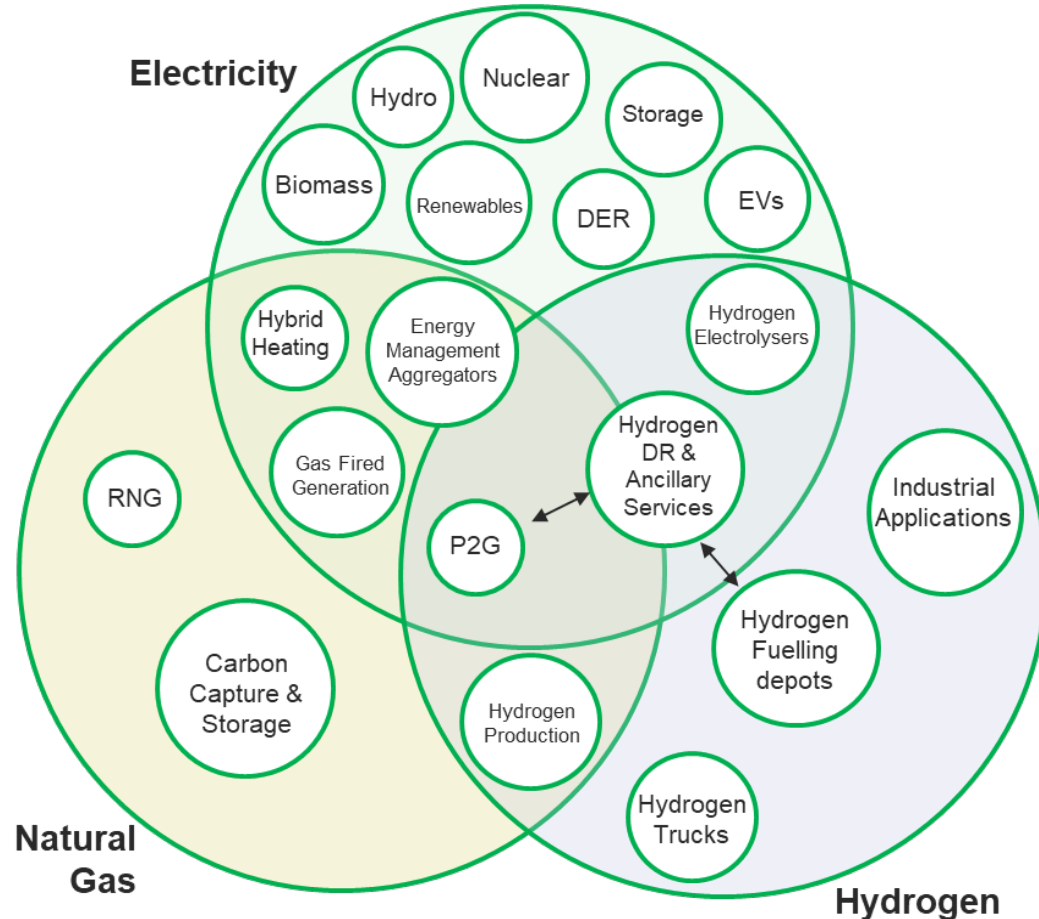 Electricity
Nuclear
Hydro
Storage
Biomass
Renewables
DER
EVs
Hybrid
Heating
Energy
Management
Aggregators
Hydrogen
Electrolysers
Gas Fired
Generation
Hydrogen
DR &
Ancillary
Services
RNG
P2G
Industrial
Applications
Hydrogen
Fuelling
depots
Carbon
Capture &
Storage
Hydrogen
Production
Hydrogen
Trucks
Natural
Gas
Hydrogen